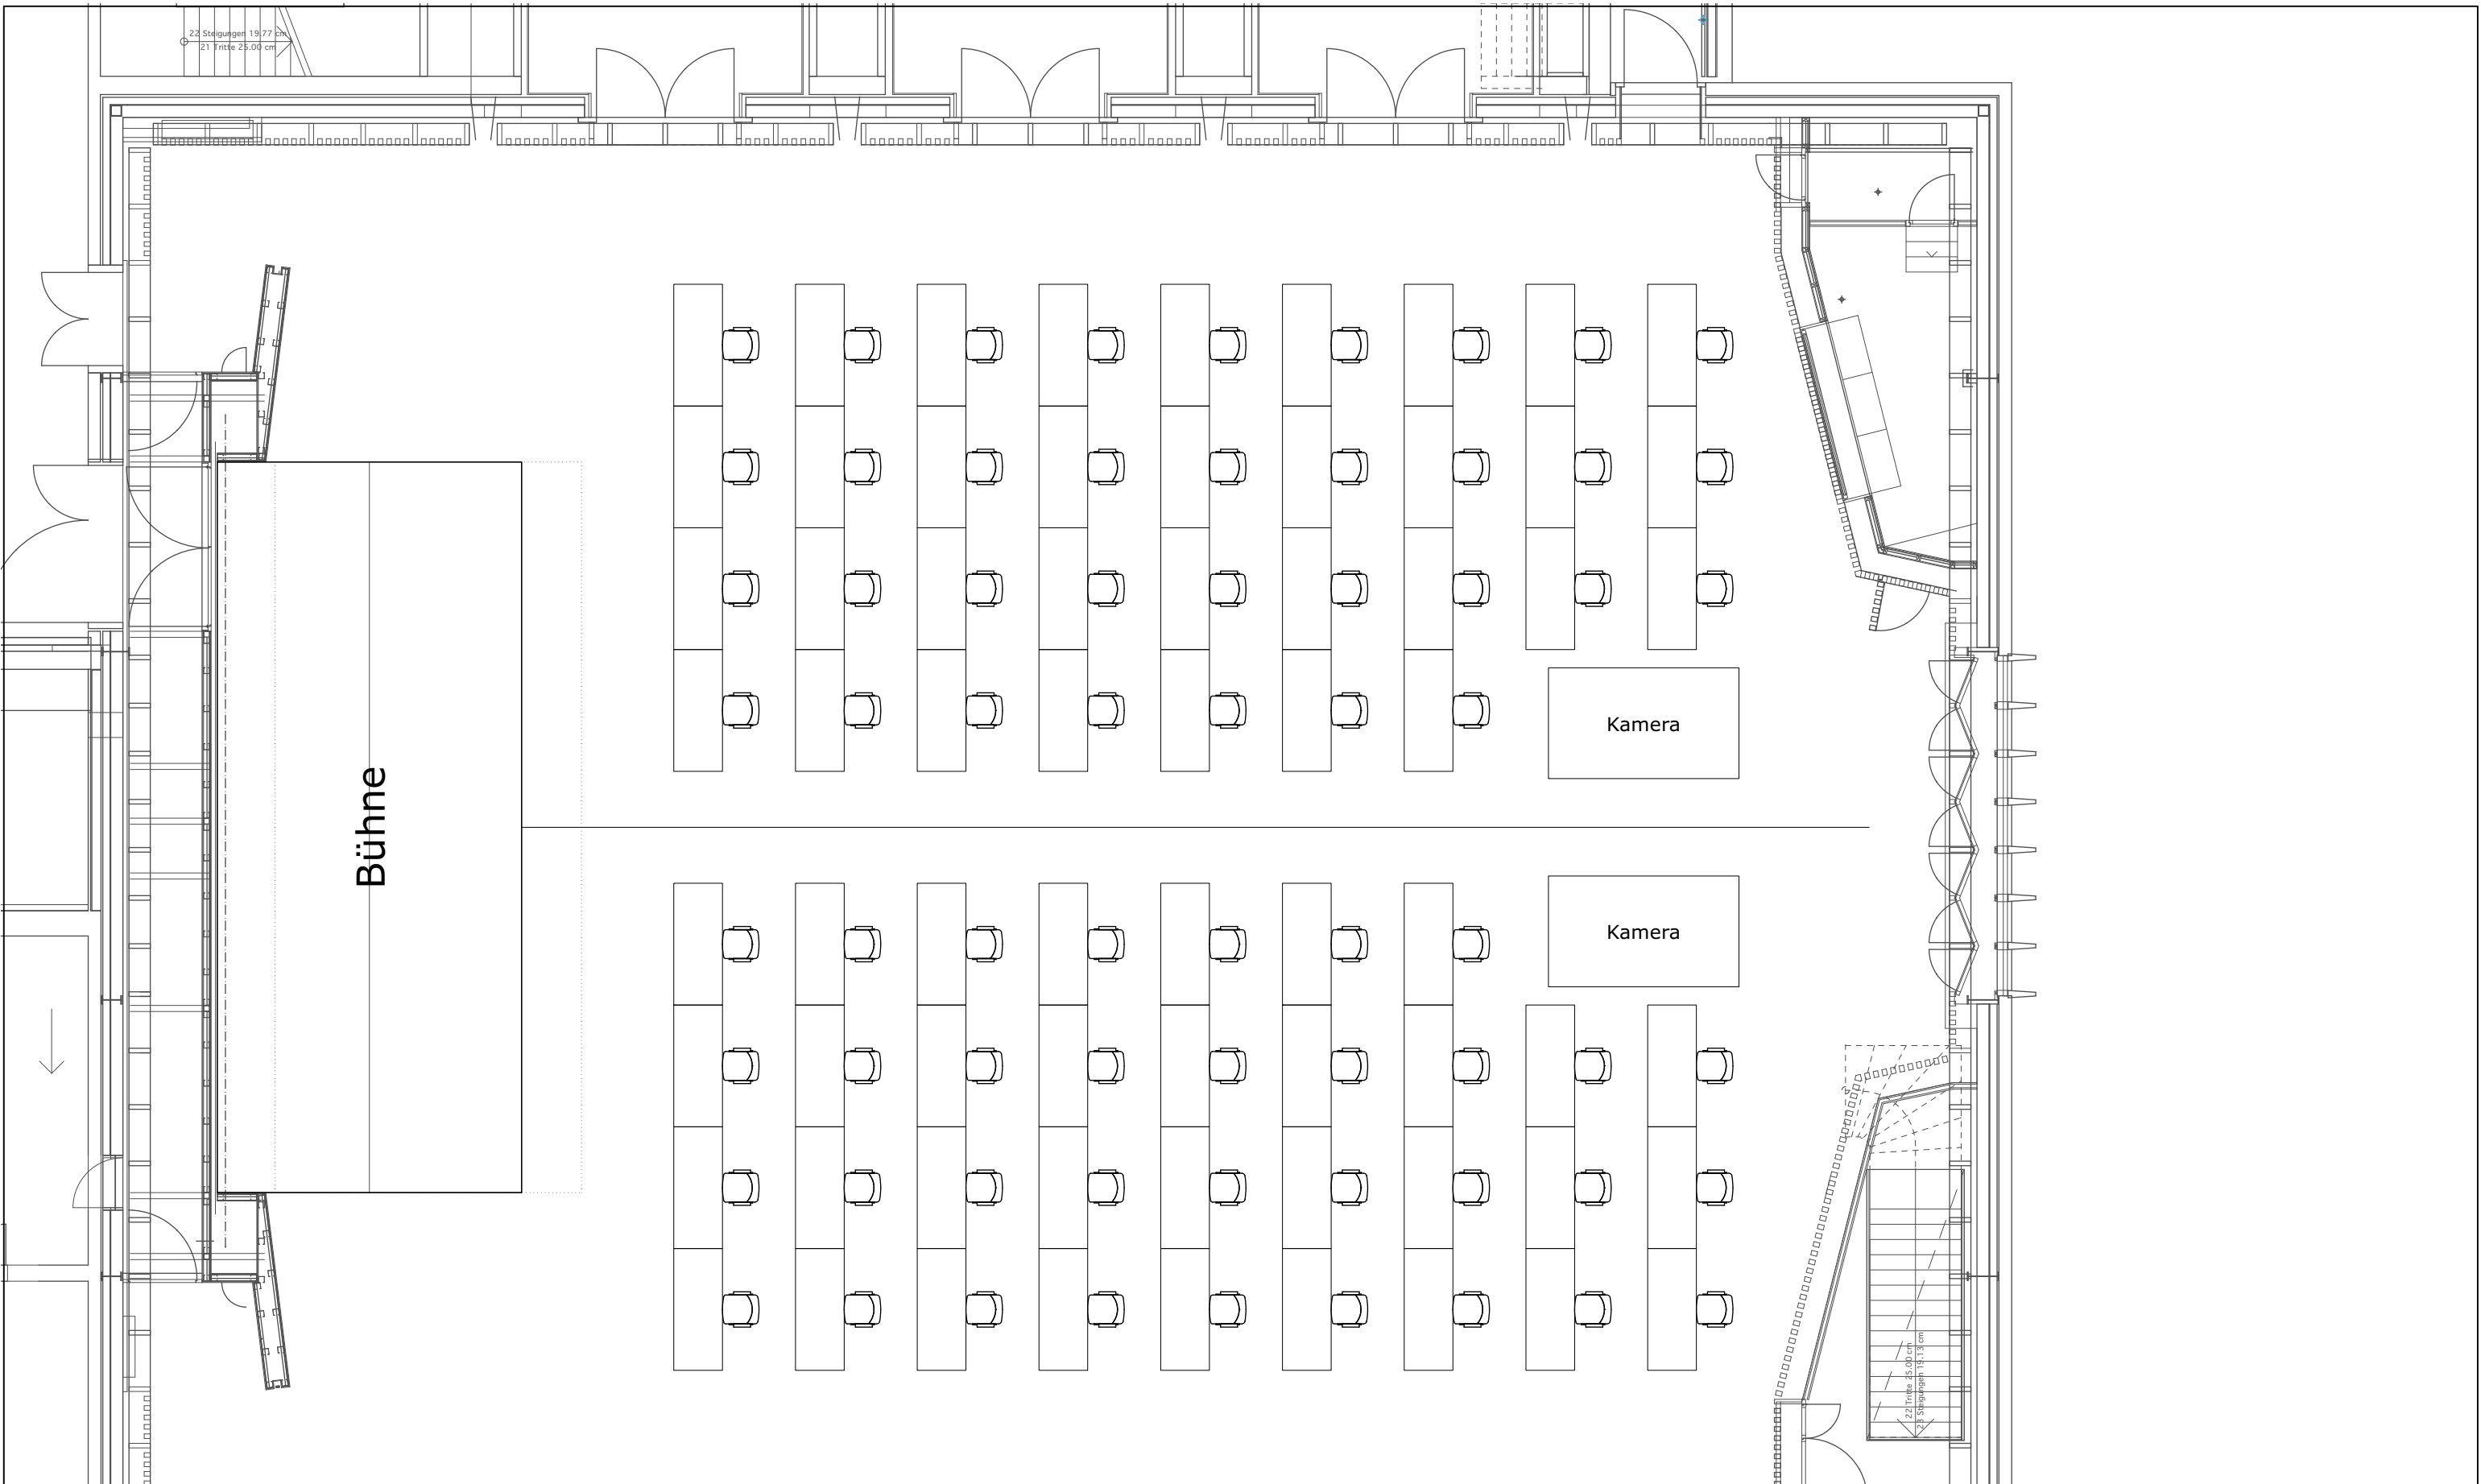 22 Steigungen 19.77 cm
21 Tritte 25.00 cm
Bühne
Kamera
Kamera
22 Tritte 25.00 cm
23 Steigungen 19.13 cm